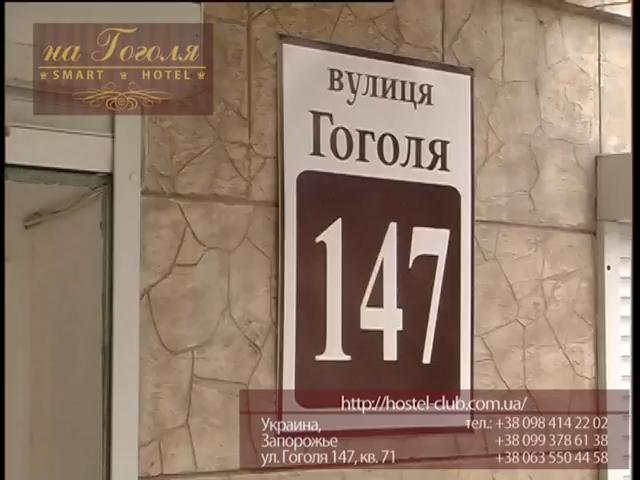 на Гоголя
SMART HOTEL
вулиця
Гоголя
147
http://hostel-club.com.ua/
Украина,
Запорожье
ул. Гоголя 147, кв. 71
тел.: +38 098 414 22 02
+38 099 378 61 38
+38 063 550 44 58